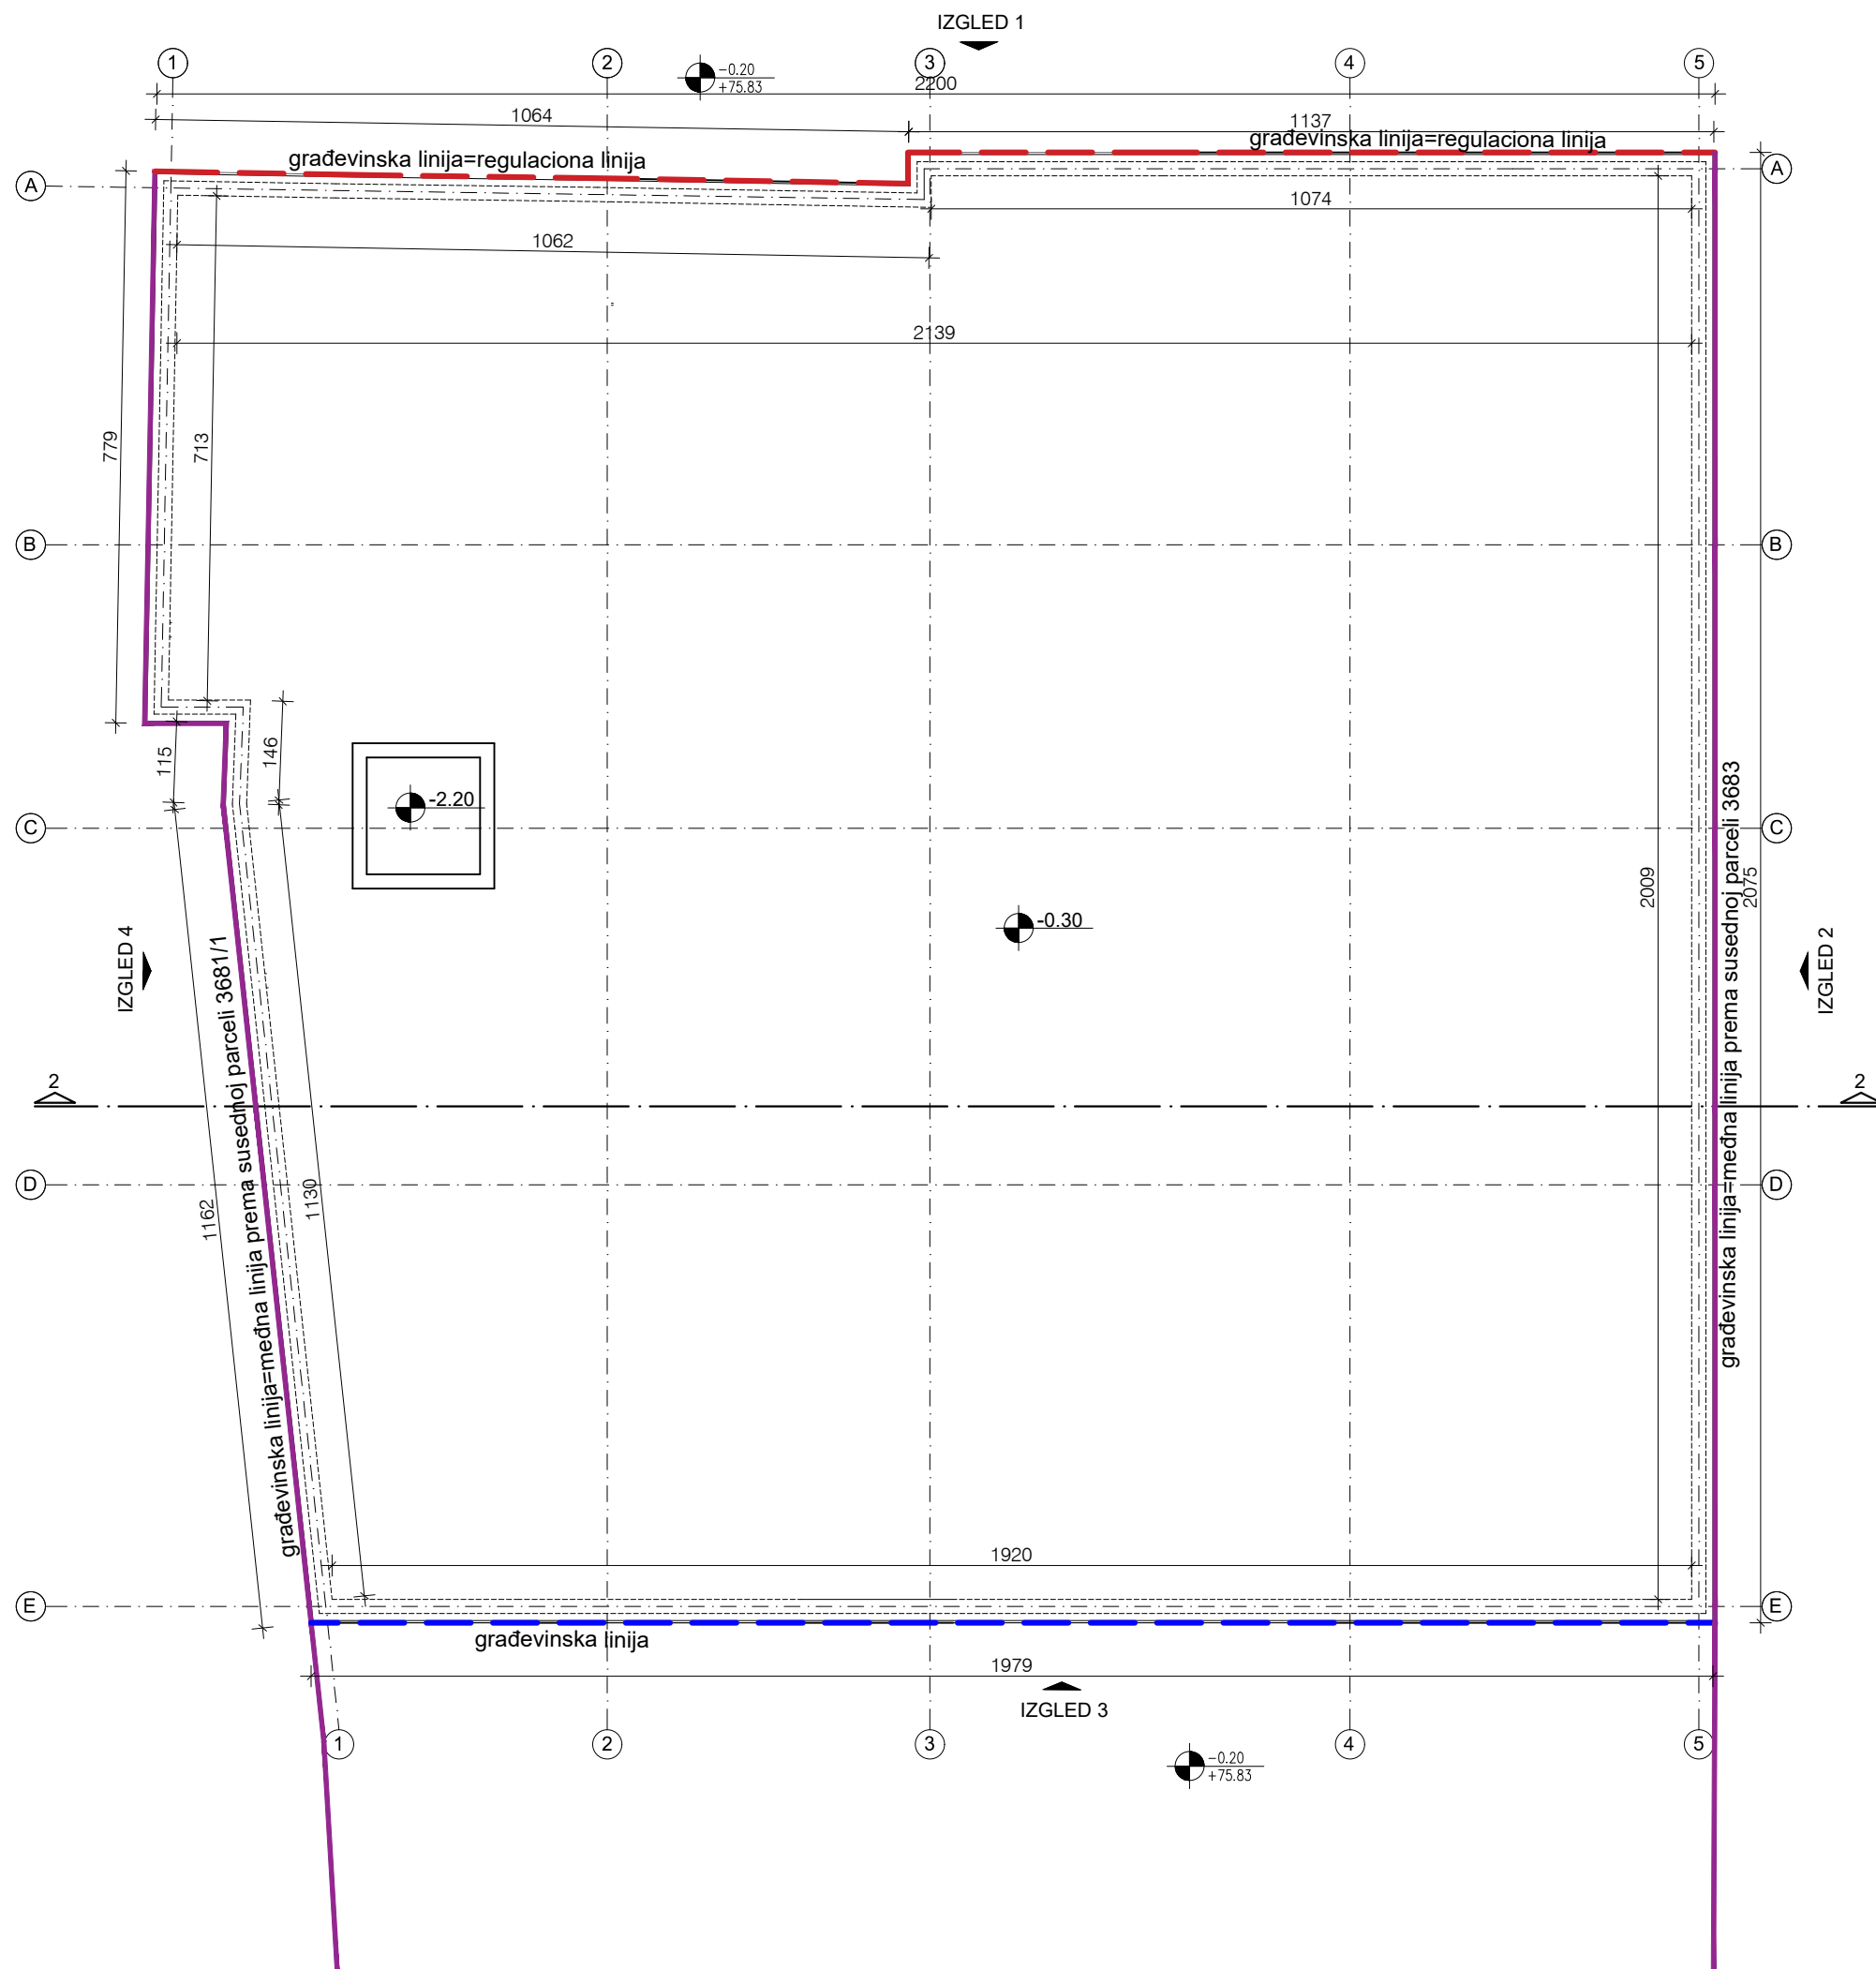 IZGLED 1
1
2
3
4
5
-0.20
+75.83
2200
1064
1137
građevinska linija=regulaciona linija
građevinska linija=regulaciona linija
A
A
1074
1062
2139
779
713
B
B
115
146
-2.20
C
C
građevinska linija=međna linija prema susednoj parceli 3683
2009
2075
-0.30
IZGLED 4
IZGLED 2
građevinska linija=međna linija prema susednoj parceli 3681/1
2
2
D
D
1162
1130
1920
E
E
građevinska linija
1979
IZGLED 3
1
2
3
4
5
-0.20
+75.83